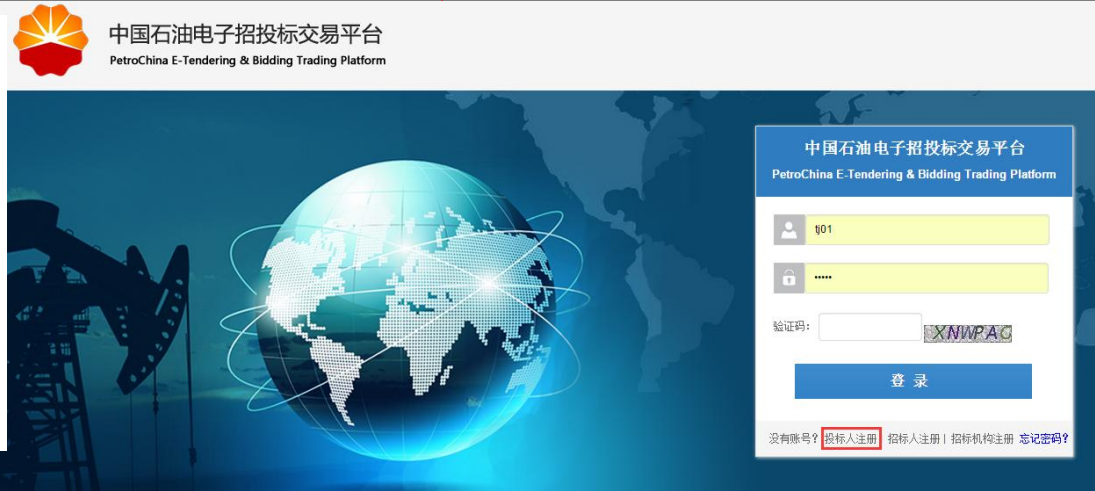 中国石油电子招投标交易平台
PetroChina E-Tendering & Bidding Trading Platform
中国石油电子招投标交易平台
PetroChina E-Tendering & Bidding Trading Platform
tj01
•••••
验证码:
XNWPAG
登 录
没有账号? 投标人注册 招标人注册 | 招标机构注册 忘记密码?